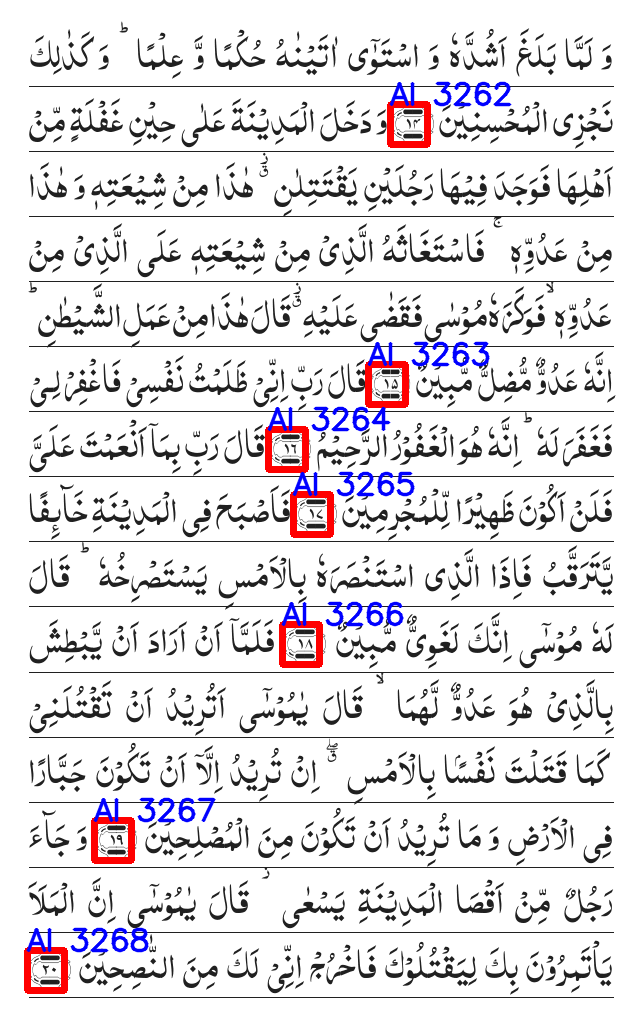 وَ لَمَّا بَلَغَ اَشُدَّهٗ وَ اسْتَوٰۤی اٰتَیْنٰهُ حُكْمًا وَّ عِلْمًا ؕ وَ كَذٰلِكَ
نَجْزِی الْمُحْسِنِیْنَ ۱۴ وَ دَخَلَ الْمَدِیْنَةَ عَلٰی حِیْنِ غَفْلَةٍ مِّنْ
AI 3262
اَهْلِهَا فَوَجَدَ فِیْهَا رَجُلَیْنِ یَقْتَتِلٰنِ ؗۗ هٰذَا مِنْ شِیْعَتِهٖ وَ هٰذَا
مِنْ عَدُوِّهٖ ۚ فَاسْتَغَاثَهُ الَّذِیْ مِنْ شِیْعَتِهٖ عَلَی الَّذِیْ مِنْ
عَدُوِّهٖ ۙ فَوَكَزَهٗ مُوْسٰی فَقَضٰی عَلَیْهِ ؗۗ قَالَ هٰذَا مِنْ عَمَلِ الشَّیْطٰنِ ؕ
اِنَّهٗ عَدُوٌّ مُّضِلٌّ مُّبِیْنٌ ۱۵ قَالَ رَبِّ اِنِّیْ ظَلَمْتُ نَفْسِیْ فَاغْفِرْ لِیْ
AI 3263
فَغَفَرَ لَهٗ ؕ اِنَّهٗ هُوَ الْغَفُوْرُ الرَّحِیْمُ ۱۶ قَالَ رَبِّ بِمَاۤ اَنْعَمْتَ عَلَیَّ
AI 3264
فَلَنْ اَكُوْنَ ظَهِیْرًا لِّلْمُجْرِمِیْنَ ۱۷ فَاَصْبَحَ فِی الْمَدِیْنَةِ خَآىِٕفًا
AI 3265
یَّتَرَقَّبُ فَاِذَا الَّذِی اسْتَنْصَرَهٗ بِالْاَمْسِ یَسْتَصْرِخُهٗ ؕ قَالَ
لَهٗ مُوْسٰۤی اِنَّكَ لَغَوِیٌّ مُّبِیْنٌ ۱۸ فَلَمَّاۤ اَنْ اَرَادَ اَنْ یَّبْطِشَ
AI 3266
بِالَّذِیْ هُوَ عَدُوٌّ لَّهُمَا ۙ قَالَ یٰمُوْسٰۤی اَتُرِیْدُ اَنْ تَقْتُلَنِیْ
كَمَا قَتَلْتَ نَفْسًۢا بِالْاَمْسِ ۖۗ اِنْ تُرِیْدُ اِلَّاۤ اَنْ تَكُوْنَ جَبَّارًا
فِی الْاَرْضِ وَ مَا تُرِیْدُ اَنْ تَكُوْنَ مِنَ الْمُصْلِحِیْنَ ۱۹ وَ جَآءَ
AI 3267
رَجُلٌ مِّنْ اَقْصَا الْمَدِیْنَةِ یَسْعٰی ؗ قَالَ یٰمُوْسٰۤی اِنَّ الْمَلَاَ
یَاْتَمِرُوْنَ بِكَ لِیَقْتُلُوْكَ فَاخْرُجْ اِنِّیْ لَكَ مِنَ النّٰصِحِیْنَ ۲۰
AI 3268